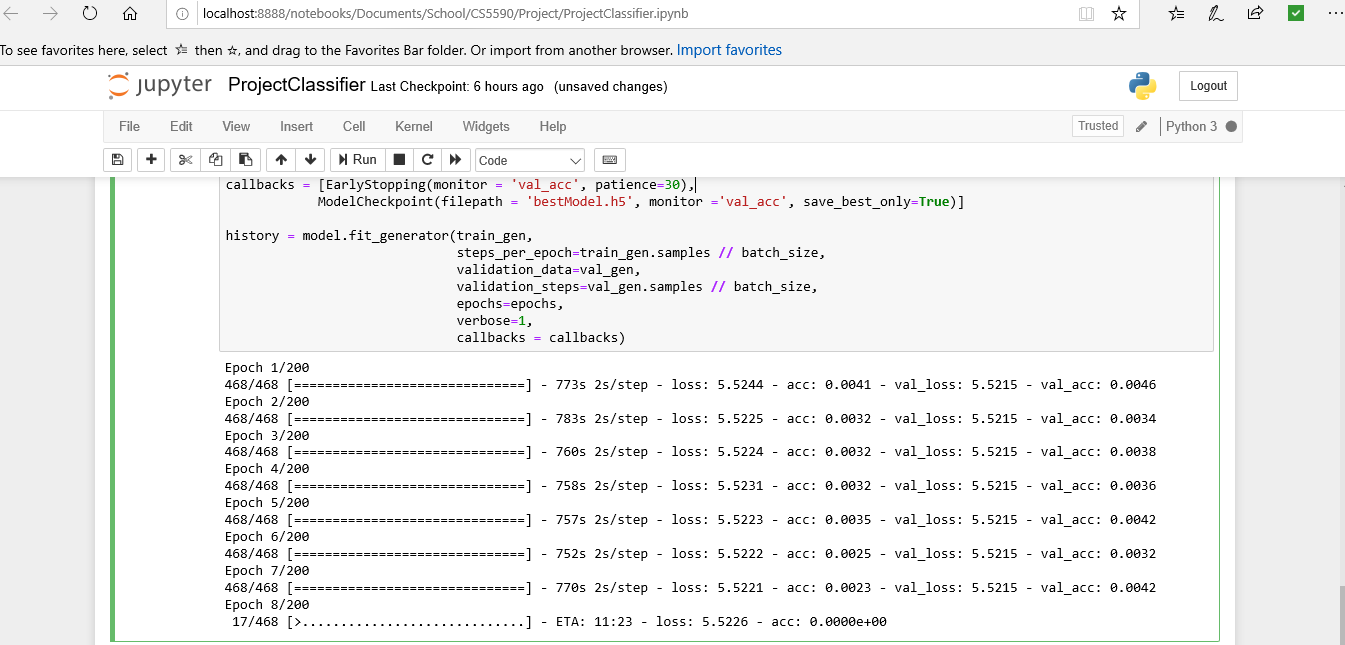 localhost:8888/notebooks/Documents/School/CS5590/Project/ProjectClassifier.ipynb
To see favorites here, select then ☆, and drag to the Favorites Bar folder. Or import from another browser. Import favorites
jupyter ProjectClassifier Last Checkpoint: 6 hours ago (unsaved changes) Logout
File Edit View Insert Cell Kernel Widgets Help Trusted Python 3
Run Code
callbacks = [EarlyStopping(monitor = 'val_acc', patience=30),
ModelCheckpoint(filepath = 'bestModel.h5', monitor ='val_acc', save_best_only=True)]
history = model.fit_generator(train_gen,
steps_per_epoch=train_gen.samples // batch_size,
validation_data=val_gen,
validation_steps=val_gen.samples // batch_size,
epochs=epochs,
verbose=1,
callbacks = callbacks)
Epoch 1/200
468/468 [==============================] - 773s 2s/step - loss: 5.5244 - acc: 0.0041 - val_loss: 5.5215 - val_acc: 0.0046
Epoch 2/200
468/468 [==============================] - 783s 2s/step - loss: 5.5225 - acc: 0.0032 - val_loss: 5.5215 - val_acc: 0.0034
Epoch 3/200
468/468 [==============================] - 760s 2s/step - loss: 5.5224 - acc: 0.0032 - val_loss: 5.5215 - val_acc: 0.0038
Epoch 4/200
468/468 [==============================] - 758s 2s/step - loss: 5.5231 - acc: 0.0032 - val_loss: 5.5215 - val_acc: 0.0036
Epoch 5/200
468/468 [==============================] - 757s 2s/step - loss: 5.5223 - acc: 0.0035 - val_loss: 5.5215 - val_acc: 0.0042
Epoch 6/200
468/468 [==============================] - 752s 2s/step - loss: 5.5222 - acc: 0.0025 - val_loss: 5.5215 - val_acc: 0.0032
Epoch 7/200
468/468 [==============================] - 770s 2s/step - loss: 5.5221 - acc: 0.0023 - val_loss: 5.5215 - val_acc: 0.0042
Epoch 8/200
17/468 [>.............................] - ETA: 11:23 - loss: 5.5226 - acc: 0.0000e+00